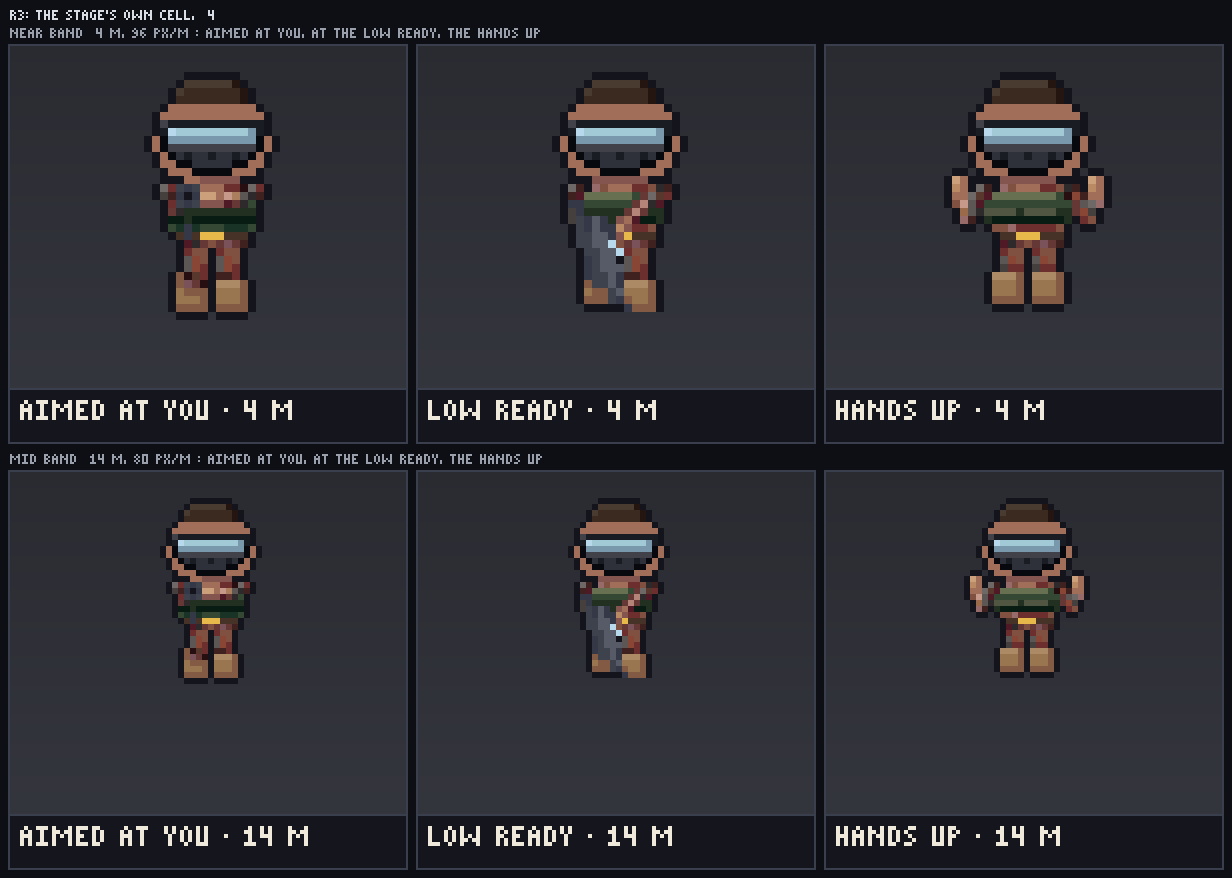 R3: THE STAGE'S OWN CELL. 4
NEAR BAND 4 M. 96 PX/M : AIMED AT YOU. AT THE LOW READY. THE HANDS UP
AIMED AT YOU · 4 M
LOW READY · 4 M
HANDS UP · 4 M
MID BAND 14 M. 80 PX/M : AIMED AT YOU. AT THE LOW READY. THE HANDS UP
AIMED AT YOU · 14 M
LOW READY · 14 M
HANDS UP · 14 M